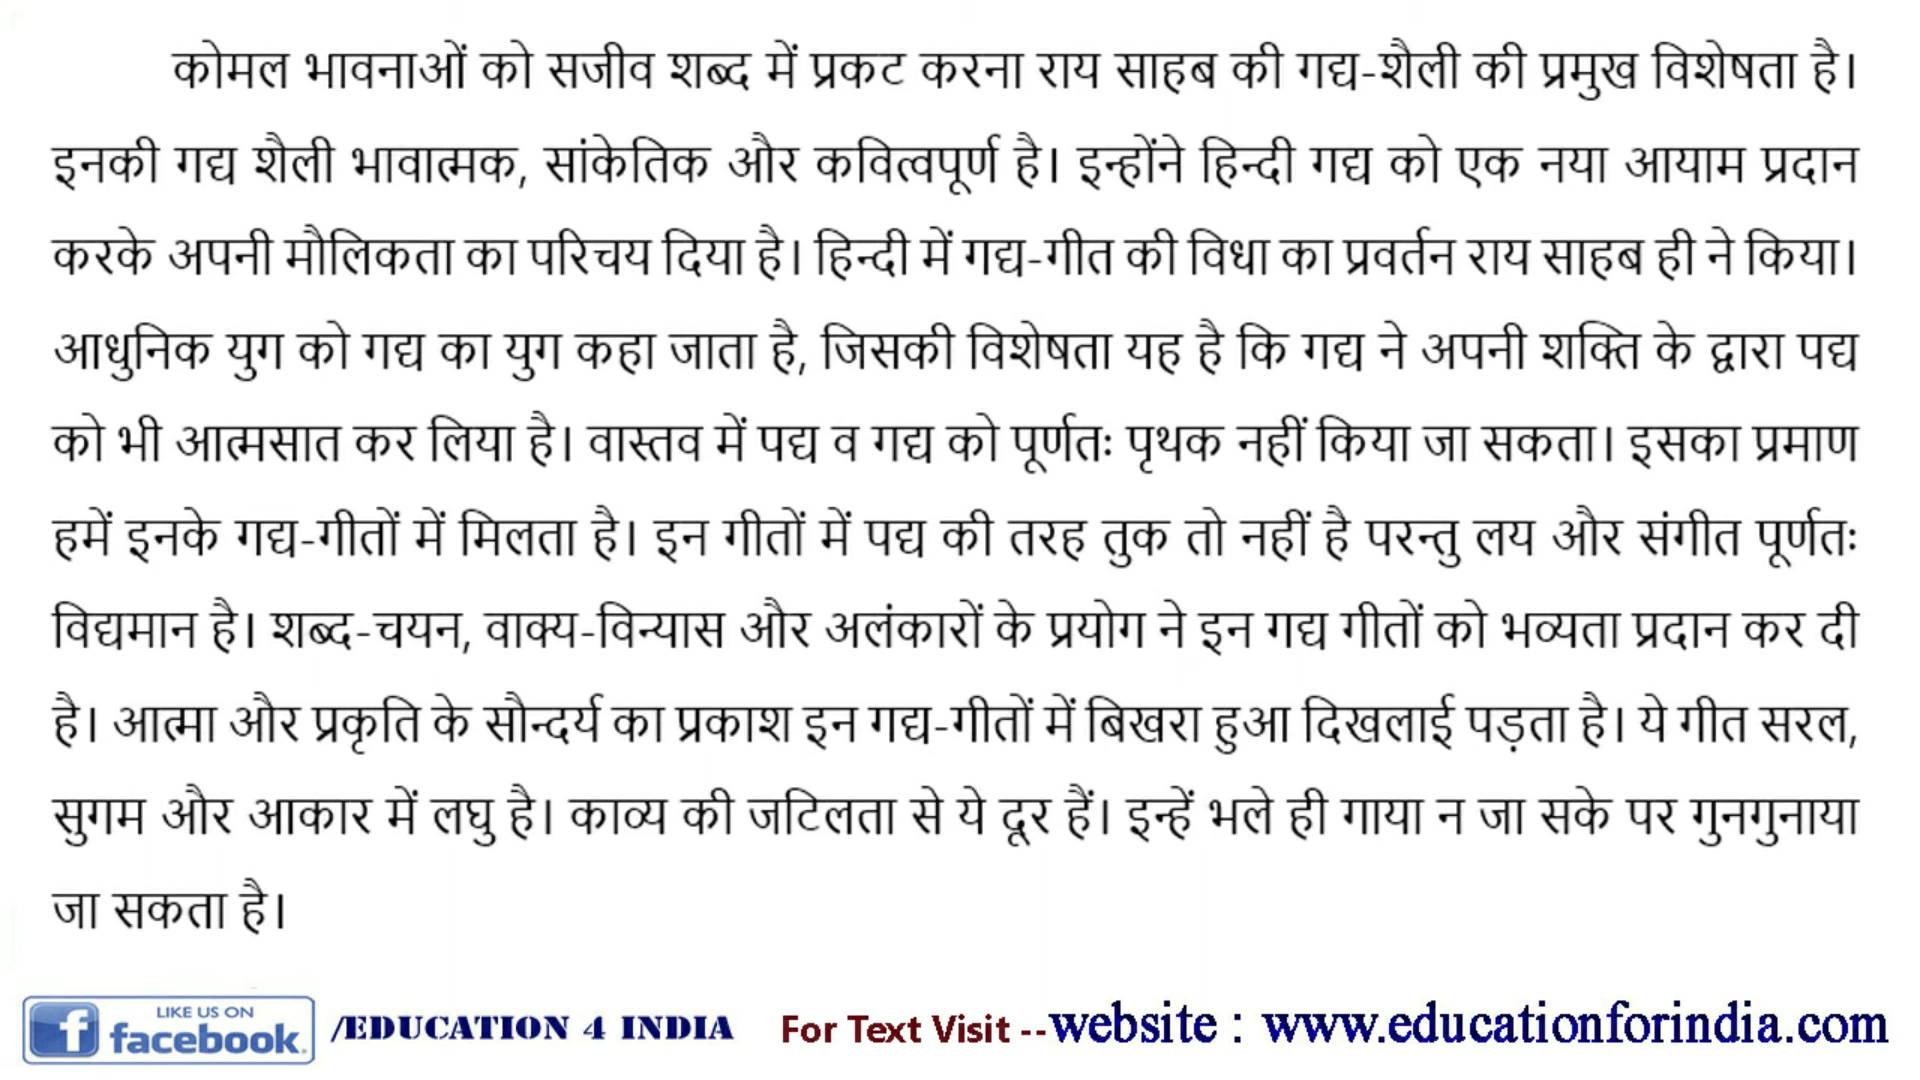 कोमल भावनाओं को सजीव शब्द में प्रकट करना राय साहब की गद्य-शैली की प्रमुख विशेषता है।
इनकी गद्य शैली भावात्मक, सांकेतिक और कवित्वपूर्ण है। इन्होंने हिन्दी गद्य को एक नया आयाम प्रदान
करके अपनी मौलिकता का परिचय दिया है। हिन्दी में गद्य-गीत की विधा का प्रवर्तन राय साहब ही ने किया।
आधुनिक युग को गद्य का युग कहा जाता है, जिसकी विशेषता यह है कि गद्य ने अपनी शक्ति के द्वारा पद्य
को भी आत्मसात कर लिया है। वास्तव में पद्य व गद्य को पूर्णतः पृथक नहीं किया जा सकता। इसका प्रमाण
हमें इनके गद्य-गीतों में मिलता है। इन गीतों में पद्य की तरह तुक तो नहीं है परन्तु लय और संगीत पूर्णतः
विद्यमान है। शब्द-चयन, वाक्य-विन्यास और अलंकारों के प्रयोग ने इन गद्य गीतों को भव्यता प्रदान कर दी
है। आत्मा और प्रकृति के सौन्दर्य का प्रकाश इन गद्य-गीतों में बिखरा हुआ दिखलाई पड़ता है। ये गीत सरल,
सुगम और आकार में लघु है। काव्य की जटिलता से ये दूर हैं। इन्हें भले ही गाया न जा सके पर गुनगुनाया
जा सकता है।
LIKE US ON
facebook. /EDUCATION 4 INDIA For Text Visit --website : www.educationforindia.com